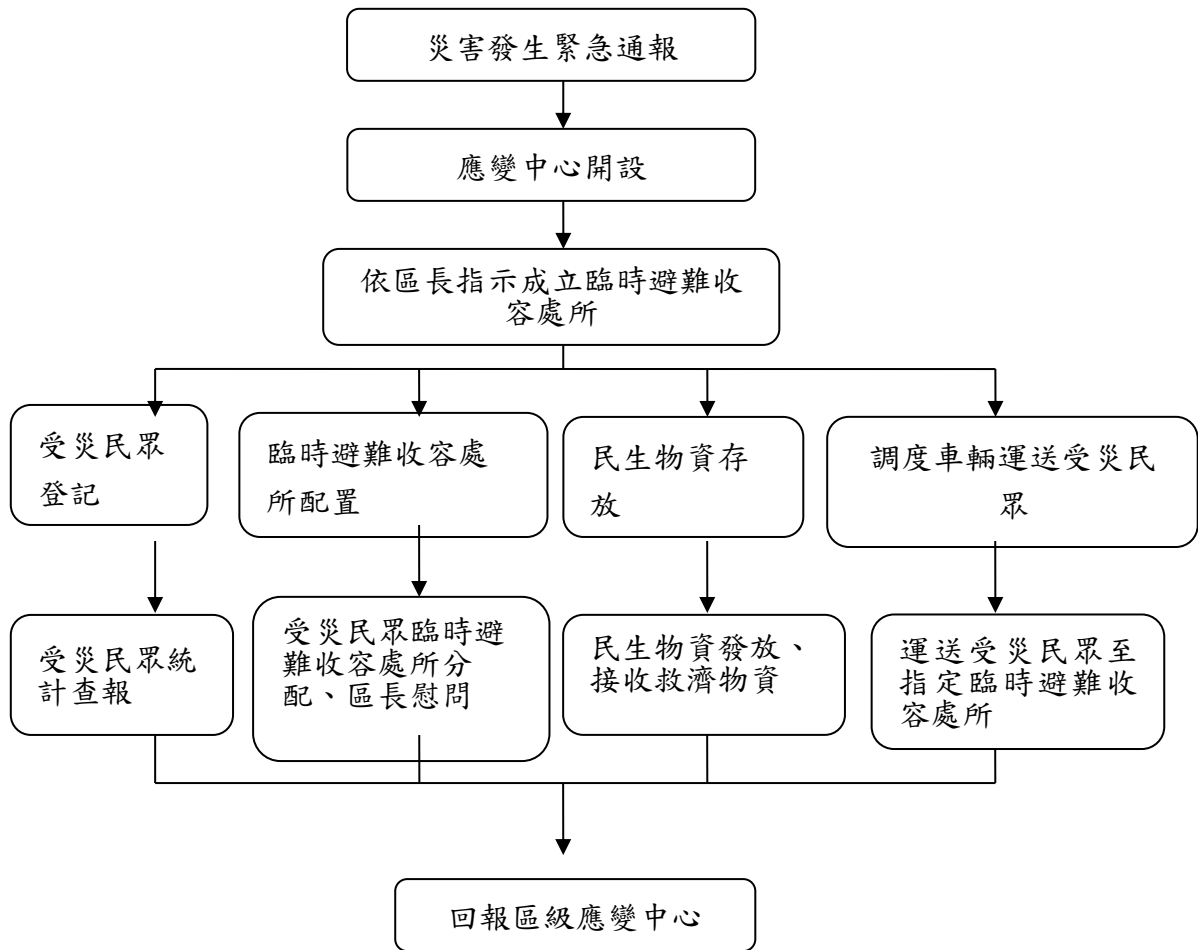 災害發生緊急通報
應變中心開設
依區長指示成立臨時避難收
容處所
受災民眾
登記
臨時避難收容處
所配置
民生物資存
放
調度車輛運送受災民
眾
受災民眾統
計查報
受災民眾臨時避
難收容處所分
配、區長慰問
民生物資發放、
接收救濟物資
運送受災民眾至
指定臨時避難收
容處所
回報區級應變中心